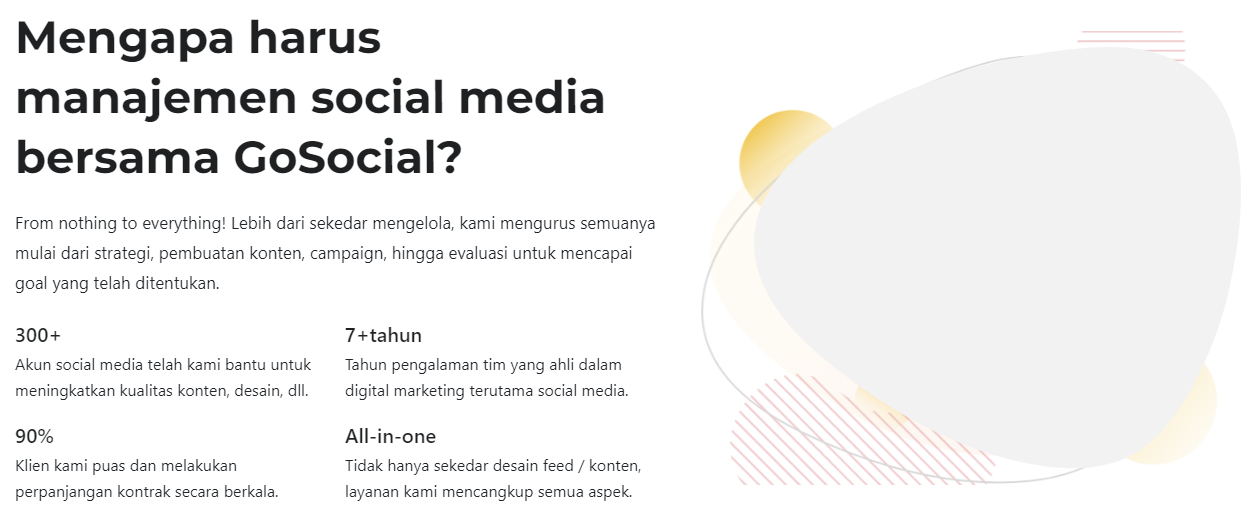 Mengapa harus
manajemen social media
bersama GoSocial?
From nothing to everything! Lebih dari sekedar mengelola, kami mengurus semuanya
mulai dari strategi, pembuatan konten, campaign, hingga evaluasi untuk mencapai
goal yang telah ditentukan.
300+
Akun social media telah kami bantu untuk
meningkatkan kualitas konten, desain, dll.
7+tahun
Tahun pengalaman tim yang ahli dalam
digital marketing terutama social media.
90%
Klien kami puas dan melakukan
perpanjangan kontrak secara berkala.
All-in-one
Tidak hanya sekedar desain feed / konten,
layanan kami mencangkup semua aspek.